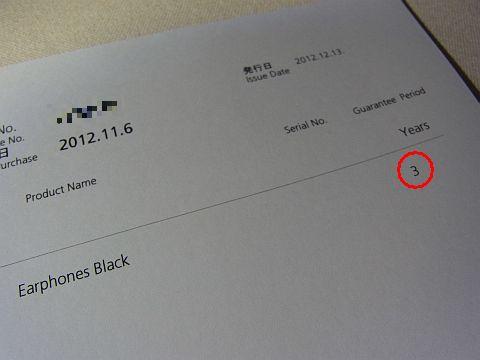 No.
e No.
日
urchase 2012.11.6
発行日
Issue Date 2012.12.13.
Product Name
Serial No.
Guarantee Period
Years
3
Earphones Black